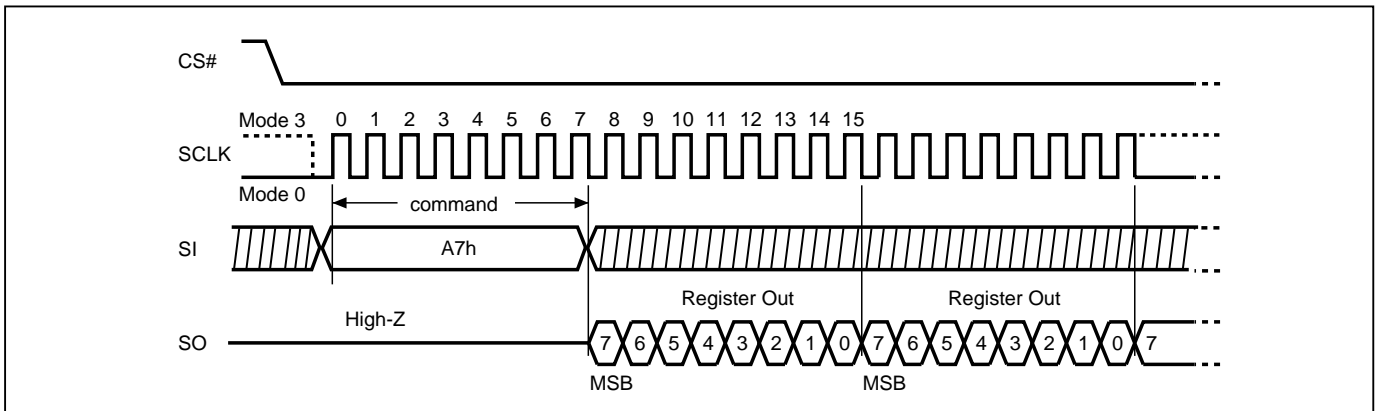 CS#
Mode 3 0 1 2 3 4 5 6 7 8 9 10 11 12 13 14 15
SCLK
Mode 0
command
SI A7h
Register Out Register Out
High-Z
SO 7 6 5 4 3 2 1 0 7 6 5 4 3 2 1 0 7
MSB MSB